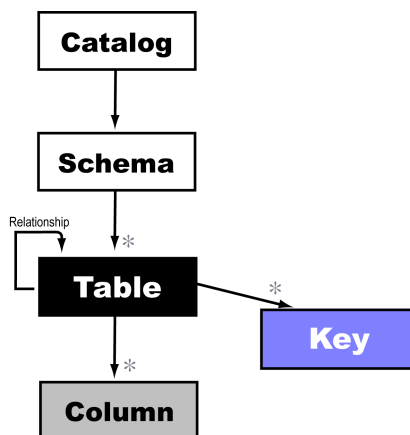 Catalog
Schema
Relationship
*
Table
*
Key
*
Column